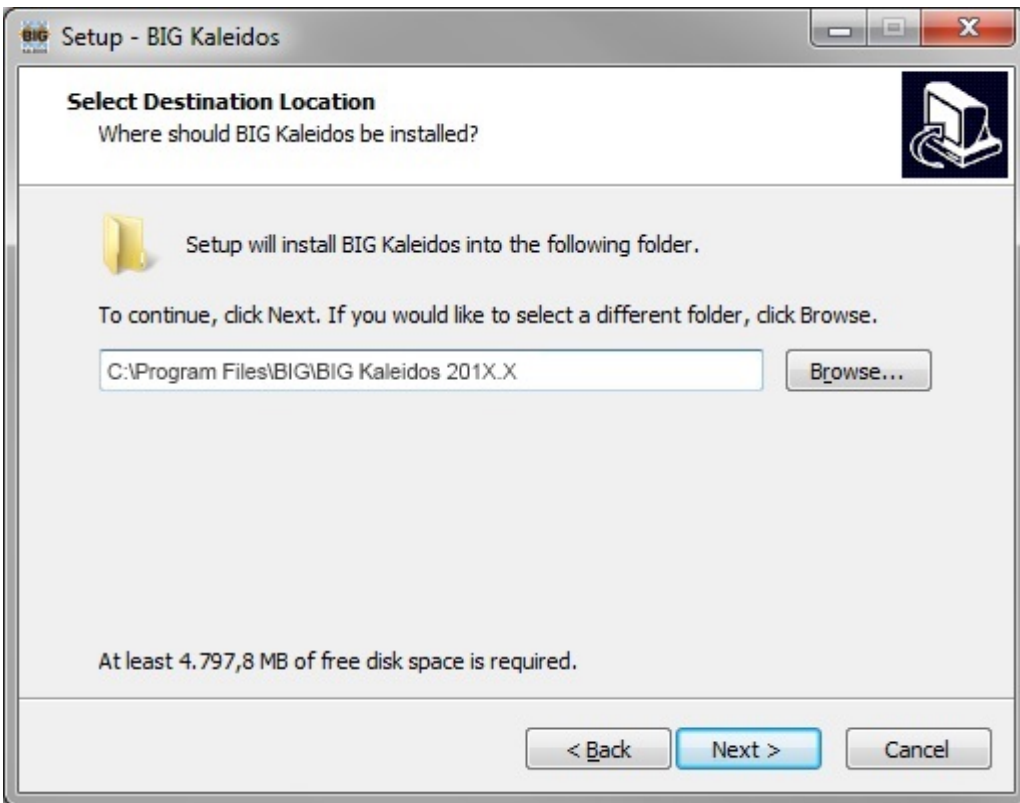 BIG Setup - BIG Kaleidos
Select Destination Location
Where should BIG Kaleidos be installed?
Setup will install BIG Kaleidos into the following folder.
To continue, click Next. If you would like to select a different folder, click Browse.
C:\Program Files\BIG\BIG Kaleidos 201X.X
Browse...
At least 4.797,8 MB of free disk space is required.
< Back Next > Cancel